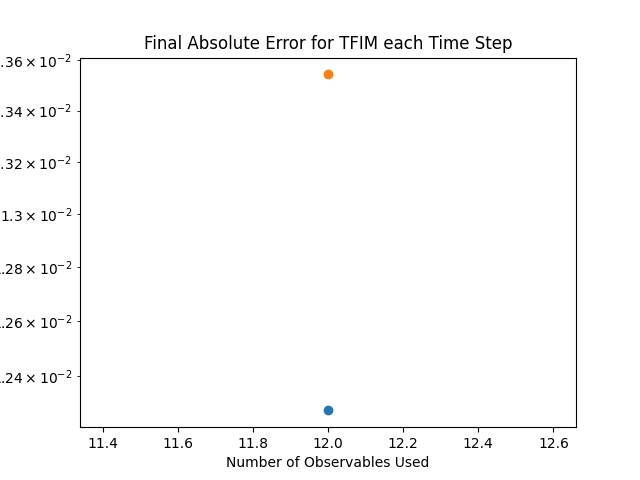 Final Absolute Error for TFIM each Time Step
.36 × 10⁻²
.34 × 10⁻²
.32 × 10⁻²
1.3 × 10⁻²
.28 × 10⁻²
.26 × 10⁻²
.24 × 10⁻²
11.4 11.6 11.8 12.0 12.2 12.4 12.6
Number of Observables Used